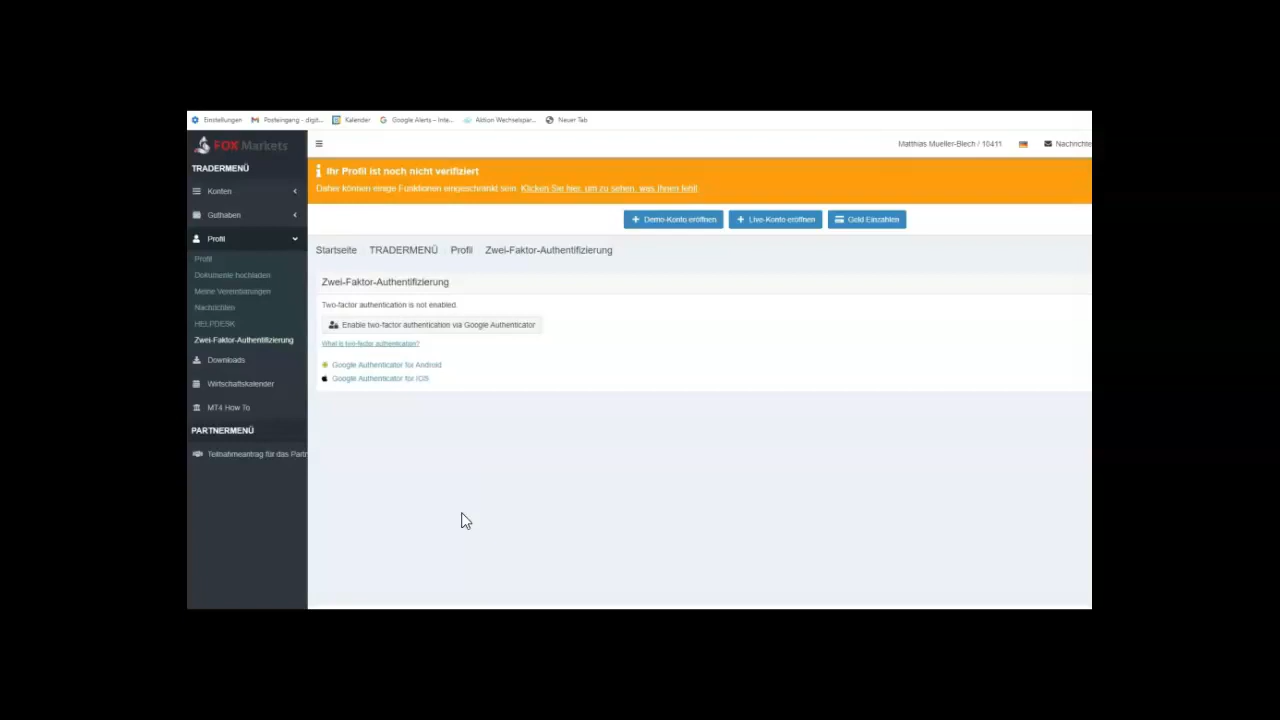 Einstellungen Posteingang - digit... Kalender Google Alerts – Inte... Aktion Wechselspar... Neuer Tab
FOX Markets
Matthias Mueller-Blech / 10411 Nachrichte
TRADERMENÜ
Konten
Guthaben
Profil
Profil
Dokumente hochladen
Meine Vereinbarungen
Nachrichten
HELPDESK
Zwei-Faktor-Authentifizierung
Downloads
Wirtschaftskalender
MT4 How To
PARTNERMENÜ
Teilnahmeantrag für das Partn
Ihr Profil ist noch nicht verifiziert
Daher können einige Funktionen eingeschränkt sein. Klicken Sie hier, um zu sehen, was Ihnen fehlt.
Demo-Konto eröffnen Live-Konto eröffnen Geld Einzahlen
Startseite TRADERMENÜ Profil Zwei-Faktor-Authentifizierung
Zwei-Faktor-Authentifizierung
Two-factor authentication is not enabled.
Enable two-factor authentication via Google Authenticator
What is two-factor authentication?
Google Authenticator for Android
Google Authenticator for IOS